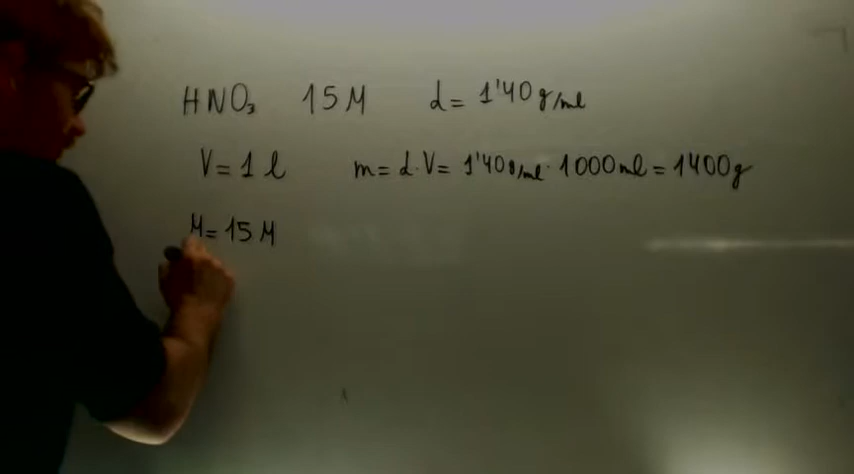 HNO₃ 15 M d = 1'40 g/ml
V = 1 l m = d · V = 1'40 g/ml · 1000 ml = 1400 g
M = 15 M